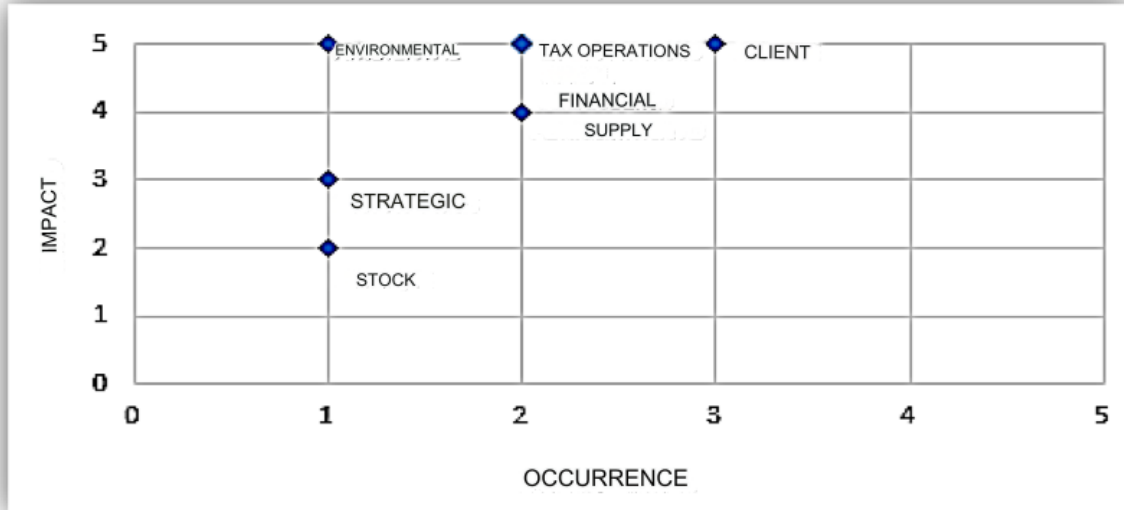 5
ENVIRONMENTAL
TAX OPERATIONS
CLIENT
4
FINANCIAL
SUPPLY
3
STRATEGIC
IMPACT
2
STOCK
1
0
0 1 2 3 4 5
OCCURRENCE